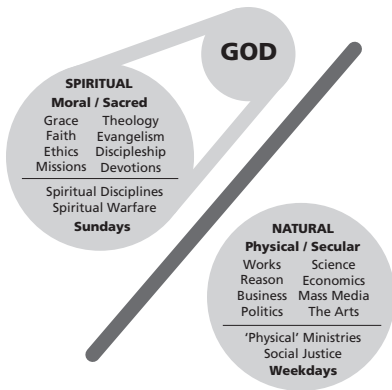 GOD
SPIRITUAL
Moral / Sacred
Grace Theology
Faith Evangelism
Ethics Discipleship
Missions Devotions
Spiritual Disciplines
Spiritual Warfare
Sundays
NATURAL
Physical / Secular
Works Science
Reason Economics
Business Mass Media
Politics The Arts
‘Physical’ Ministries
Social Justice
Weekdays